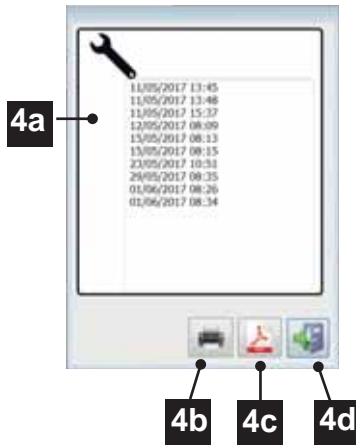 11/05/2017 13:45
11/05/2017 13:48
11/05/2017 15:37
12/05/2017 08:09
15/05/2017 08:13
15/05/2017 08:15
23/05/2017 10:51
29/05/2017 08:35
01/06/2017 08:26
01/06/2017 08:34
4a
4b
4c
4d